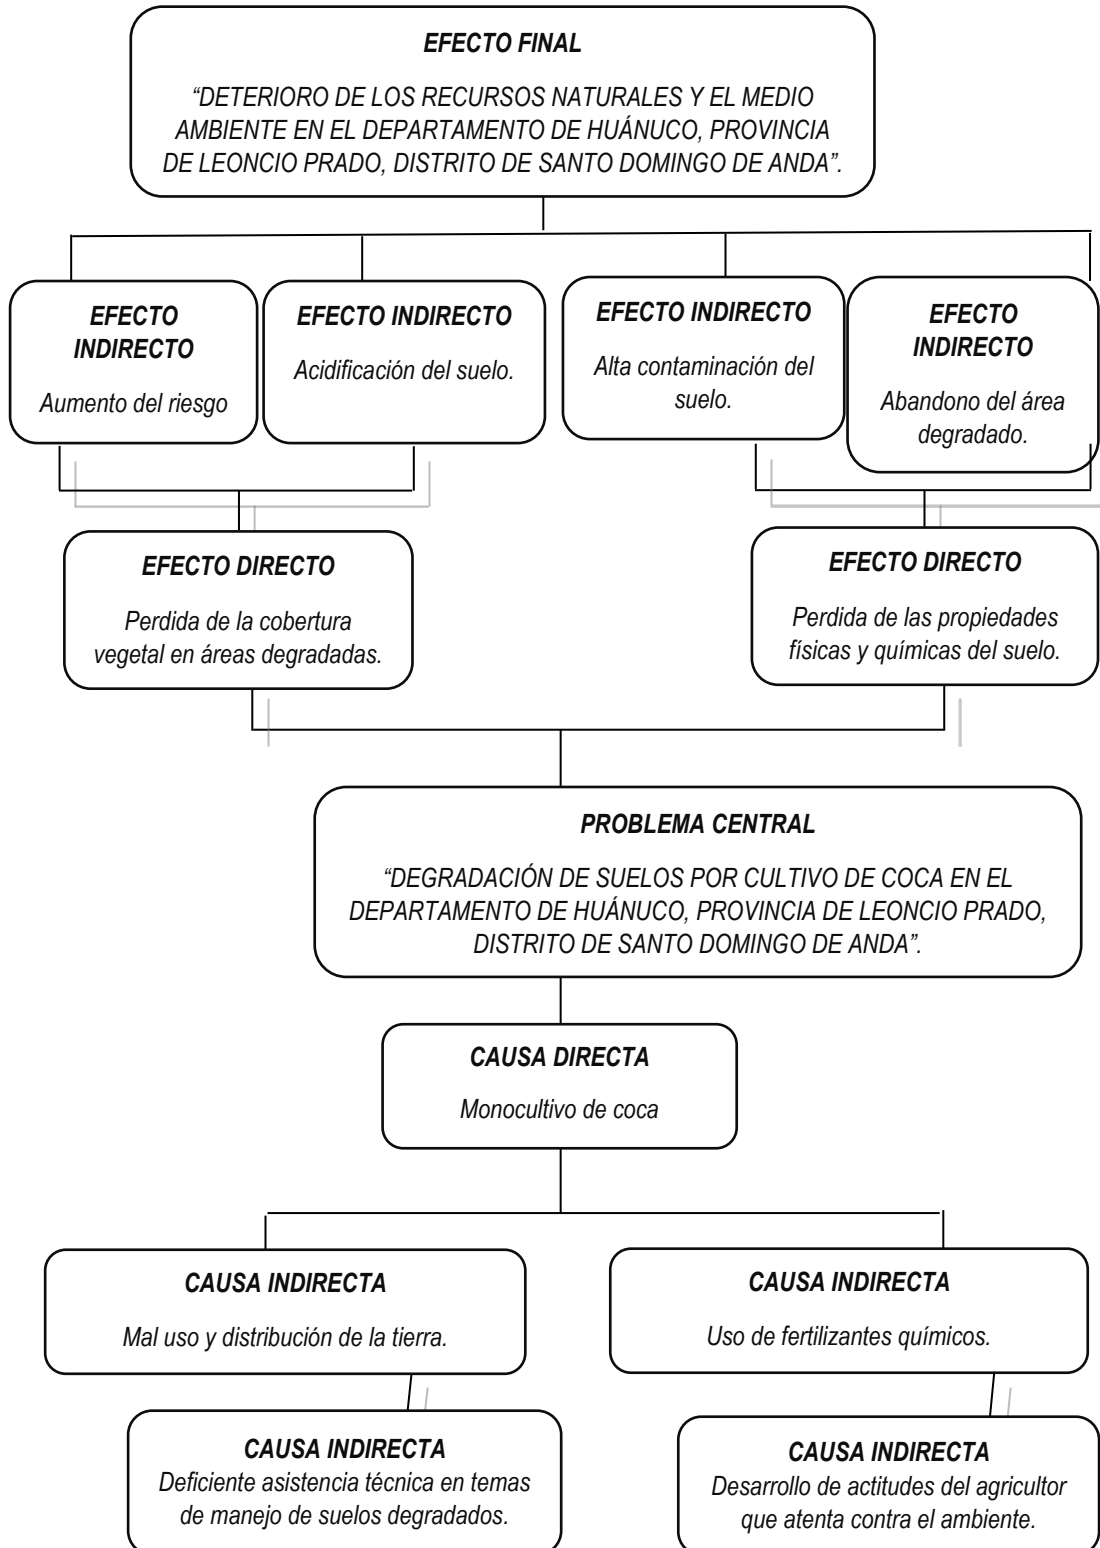 EFECTO FINAL
“DETERIORO DE LOS RECURSOS NATURALES Y EL MEDIO
AMBIENTE EN EL DEPARTAMENTO DE HUÁNUCO, PROVINCIA
DE LEONCIO PRADO, DISTRITO DE SANTO DOMINGO DE ANDA”.
EFECTO
INDIRECTO
Aumento del riesgo
EFECTO INDIRECTO
Acidificación del suelo.
EFECTO INDIRECTO
Alta contaminación del
suelo.
EFECTO
INDIRECTO
Abandono del área
degradado.
EFECTO DIRECTO
Perdida de la cobertura
vegetal en áreas degradadas.
EFECTO DIRECTO
Perdida de las propiedades
físicas y químicas del suelo.
PROBLEMA CENTRAL
“DEGRADACIÓN DE SUELOS POR CULTIVO DE COCA EN EL
DEPARTAMENTO DE HUÁNUCO, PROVINCIA DE LEONCIO PRADO,
DISTRITO DE SANTO DOMINGO DE ANDA”.
CAUSA DIRECTA
Monocultivo de coca
CAUSA INDIRECTA
Mal uso y distribución de la tierra.
CAUSA INDIRECTA
Uso de fertilizantes químicos.
CAUSA INDIRECTA
Deficiente asistencia técnica en temas
de manejo de suelos degradados.
CAUSA INDIRECTA
Desarrollo de actitudes del agricultor
que atenta contra el ambiente.